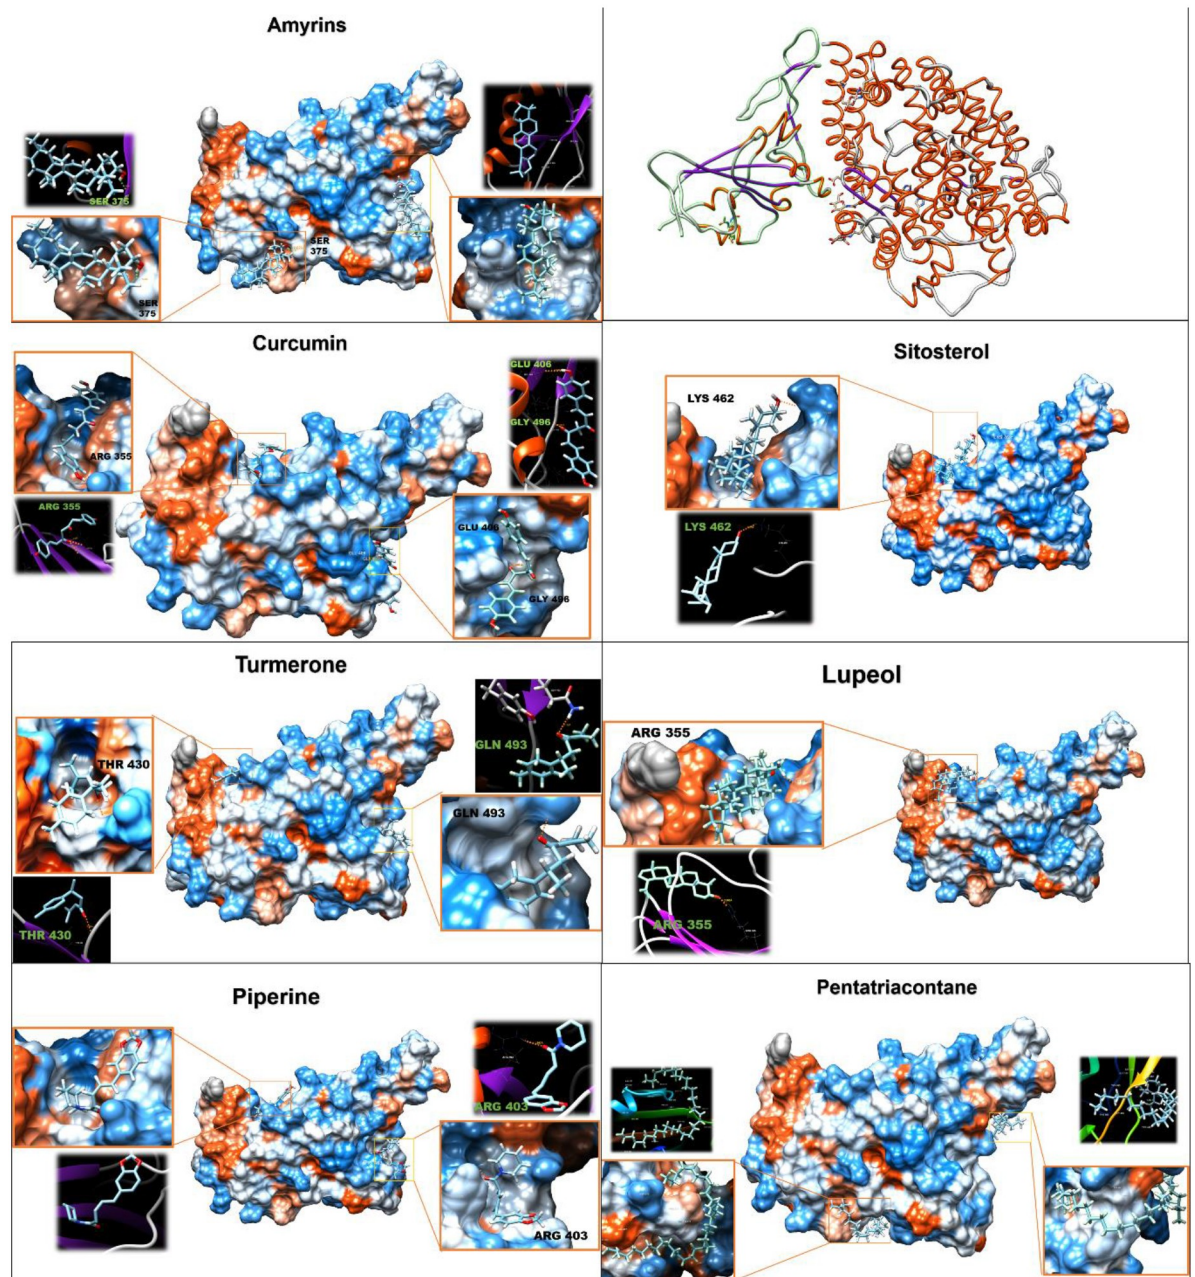 Amyrins
SER 375
SER
375
SER
375
Curcumin
GLU 406
GLY 496
ARG 355
ARG 355
GLU 406
GLY 496
Sitosterol
LYS 462
LYS 462
Turmerone
THR 430
GLN 493
GLN 493
THR 430
Lupeol
ARG 355
ARG 355
Piperine
ARG 403
ARG 403
Pentatriacontane